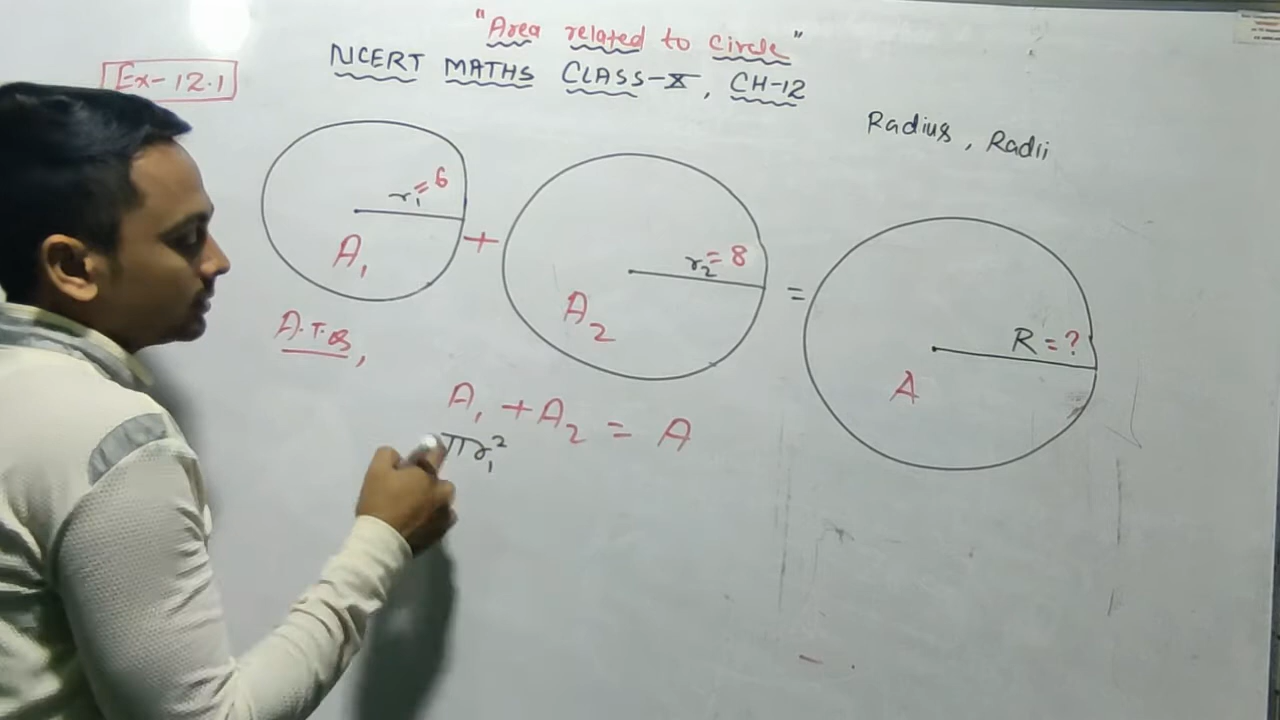 "Area related to circle"
NCERT MATHS CLASS-X, CH-12
Ex-12.1
Radius, Radii
r₁=6
A₁
+
r₂=8
A₂
=
R=?
A
A.T.Q,
A₁+A₂=A
πr₁²